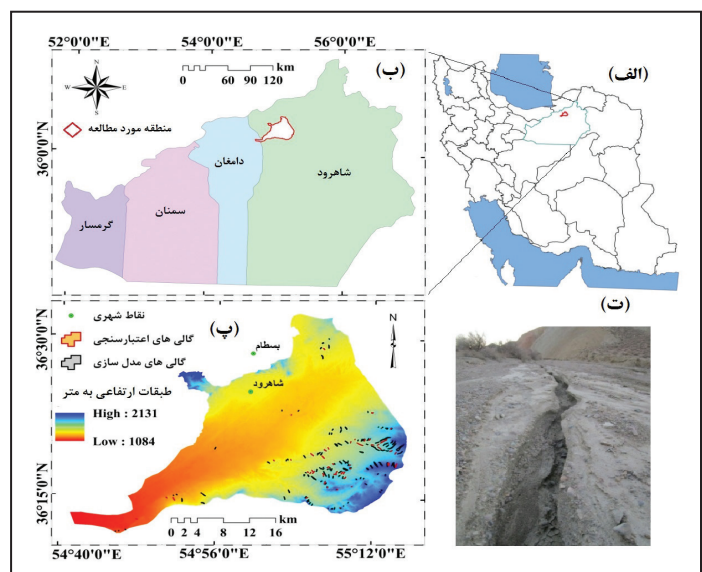 (الف)
52°0'0"E
54°0'0"E
56°0'0"E
N
W
E
S
0 30 60 90 120
km
(ب)
منطقه مورد مطالعه
36°0'0"N
دامغان
شاهرود
سمنان
گرمسار
(پ)
نقاط شهری
گالی های اعتبارسنجی
گالی های مدل سازی
طبقات ارتفاعی به متر
High : 2131
Low : 1084
بسطام
شاهرود
N
36°30'0"N
36°15'0"N
0 2 4 8 12 16
km
54°40'0"E
54°56'0"E
55°12'0"E
(ت)